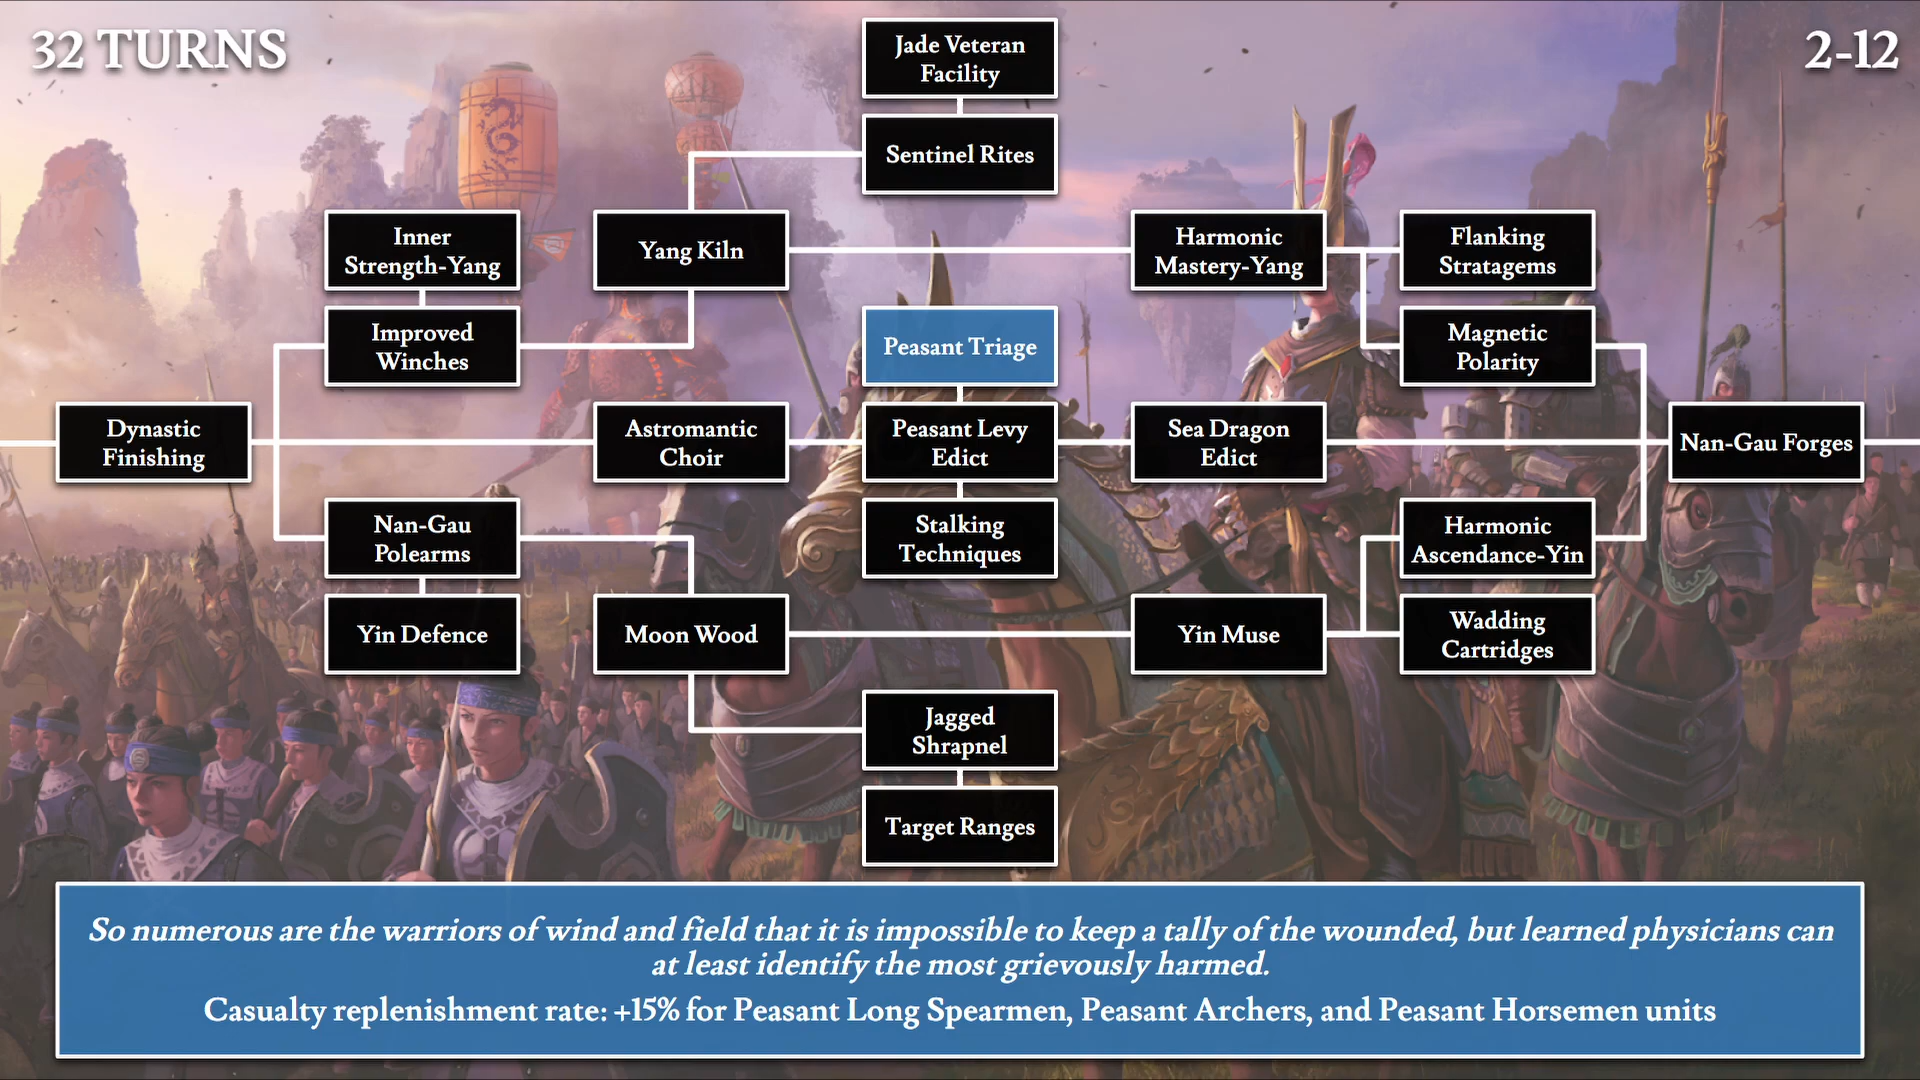 32 TURNS
2-12
Jade Veteran
Facility
Sentinel Rites
Inner
Strength-Yang
Yang Kiln
Harmonic
Mastery-Yang
Flanking
Stratagems
Improved
Winches
Peasant Triage
Magnetic
Polarity
Dynastic
Finishing
Astromantic
Choir
Peasant Levy
Edict
Sea Dragon
Edict
Nan-Gau Forges
Nan-Gau
Polearms
Stalking
Techniques
Harmonic
Ascendance-Yin
Yin Defence
Moon Wood
Yin Muse
Wadding
Cartridges
Jagged
Shrapnel
Target Ranges
So numerous are the warriors of wind and field that it is impossible to keep a tally of the wounded, but learned physicians can
at least identify the most grievously harmed.
Casualty replenishment rate: +15% for Peasant Long Spearmen, Peasant Archers, and Peasant Horsemen units